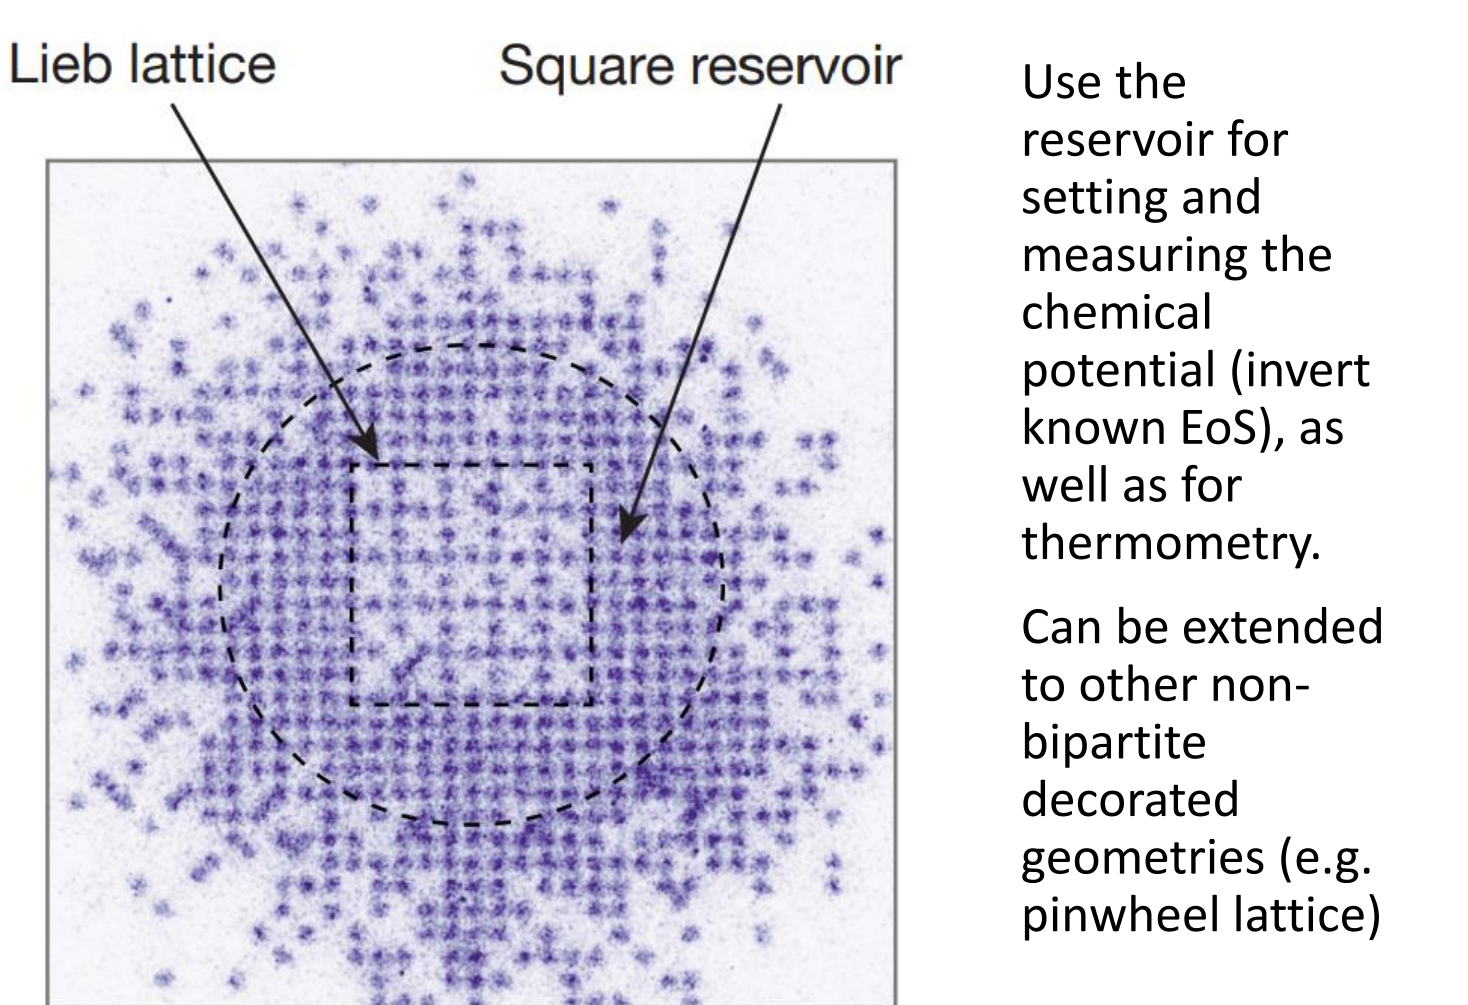 Lieb lattice
Square reservoir
Use the
reservoir for
setting and
measuring the
chemical
potential (invert
known EoS), as
well as for
thermometry.
Can be extended
to other non-
bipartite
decorated
geometries (e.g.
pinwheel lattice)